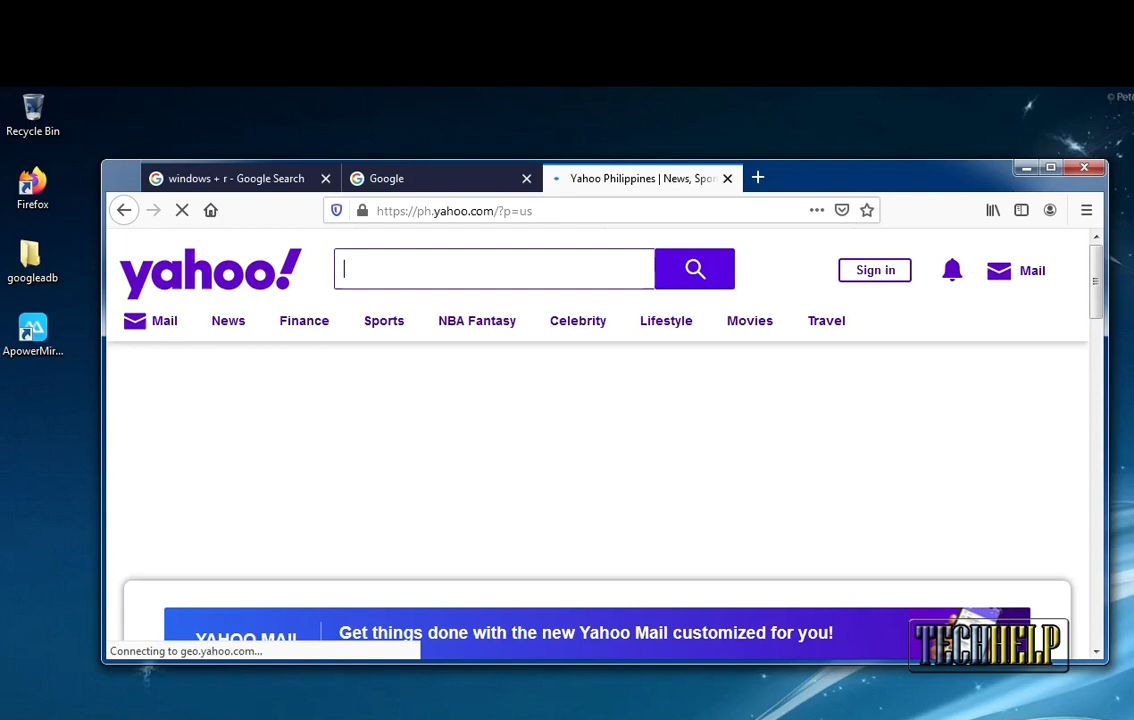 © Pete
Recycle Bin
Firefox
googleadb
ApowerMir...
windows + r - Google Search
Google
Yahoo Philippines | News, Spor
https://ph.yahoo.com/?p=us
yahoo!
Sign in
Mail
Mail
News
Finance
Sports
NBA Fantasy
Celebrity
Lifestyle
Movies
Travel
YAHOO MAIL
Get things done with the new Yahoo Mail customized for you!
Connecting to geo.yahoo.com...
TECHHELP